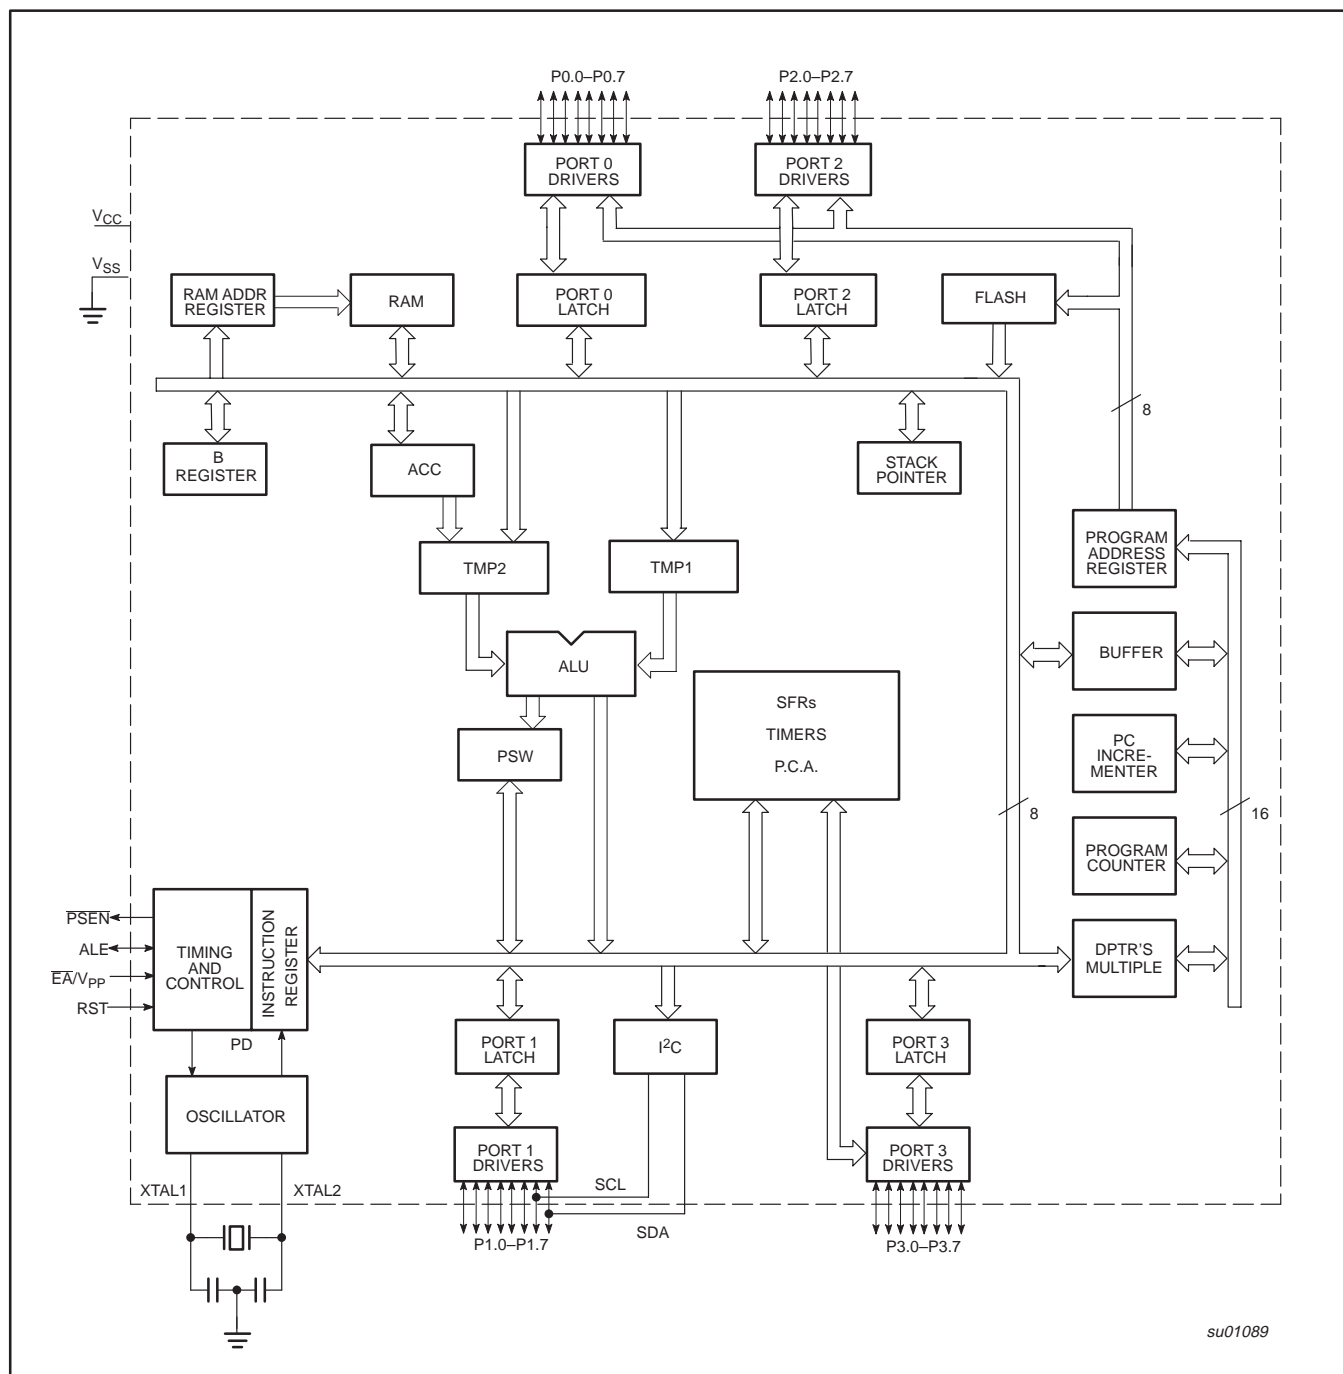 P0.0–P0.7
P2.0–P2.7
PORT 0
DRIVERS
PORT 2
DRIVERS
VCC
VSS
RAM ADDR
REGISTER
RAM
PORT 0
LATCH
PORT 2
LATCH
FLASH
8
B
REGISTER
ACC
STACK
POINTER
PROGRAM
ADDRESS
REGISTER
TMP2
TMP1
BUFFER
ALU
SFRs
TIMERS
P.C.A.
PSW
PC
INCRE-
MENTER
8
16
PROGRAM
COUNTER
PSEN
ALE
EA/VPP
RST
TIMING
AND
CONTROL
INSTRUCTION
REGISTER
DPTR'S
MULTIPLE
PD
PORT 1
LATCH
I²C
PORT 3
LATCH
OSCILLATOR
PORT 1
DRIVERS
PORT 3
DRIVERS
XTAL1
XTAL2
SCL
SDA
P1.0–P1.7
P3.0–P3.7
su01089